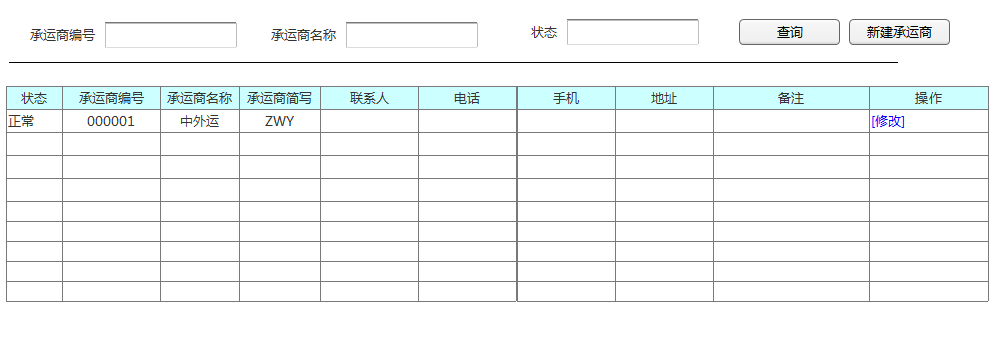 承运商编号 承运商名称 状态 查询 新建承运商
状态 承运商编号 承运商名称 承运商简写 联系人 电话 手机 地址 备注 操作
正常 000001 中外运 ZWY [修改]